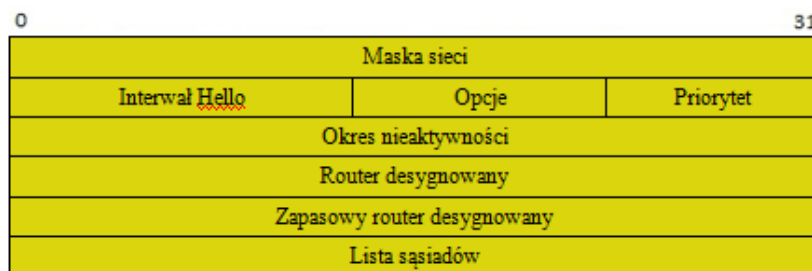 0 31
Maska sieci
Interwał Hello Opcje Priorytet
Okres nieaktywności
Router desygnowany
Zapasowy router desygnowany
Lista sąsiadów